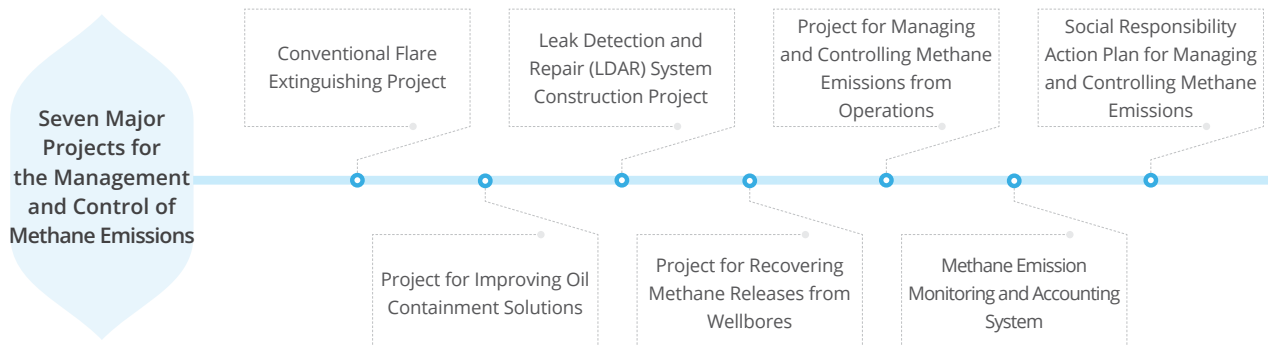 Seven Major
Projects for
the Management
and Control of
Methane Emissions
Conventional Flare
Extinguishing Project
Project for Improving Oil
Containment Solutions
Leak Detection and
Repair (LDAR) System
Construction Project
Project for Recovering
Methane Releases from
Wellbores
Project for Managing
and Controlling Methane
Emissions from
Operations
Methane Emission
Monitoring and Accounting
System
Social Responsibility
Action Plan for Managing
and Controlling Methane
Emissions